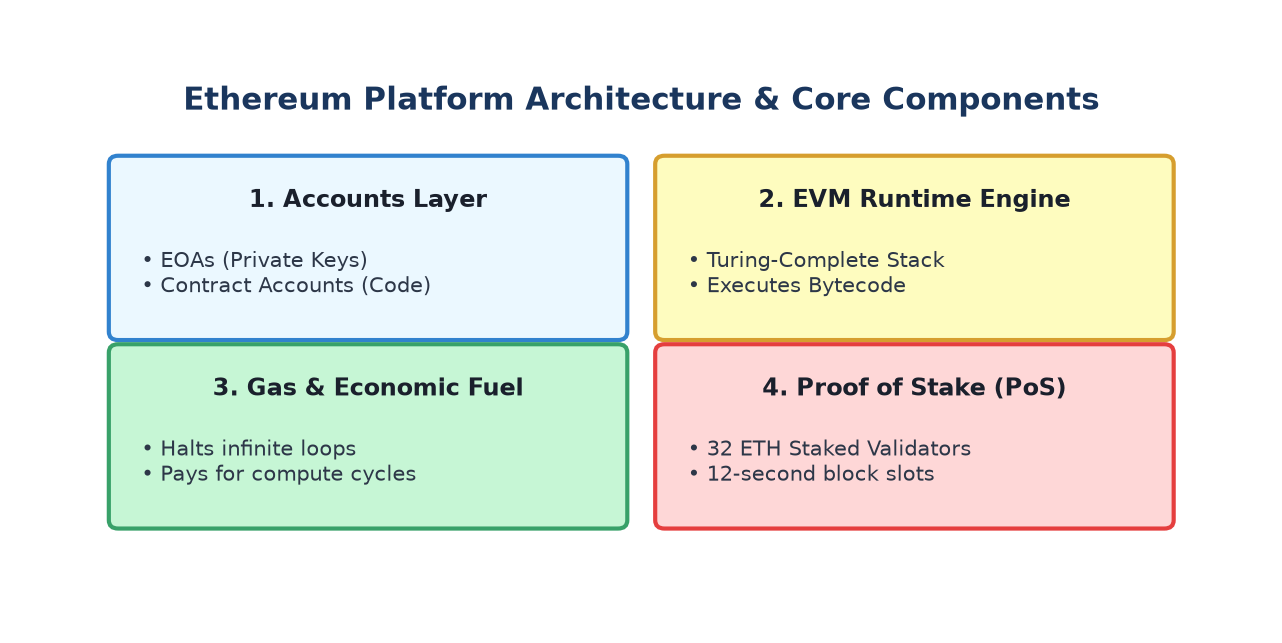 Ethereum Platform Architecture & Core Components
1. Accounts Layer
• EOAs (Private Keys)
• Contract Accounts (Code)
2. EVM Runtime Engine
• Turing-Complete Stack
• Executes Bytecode
3. Gas & Economic Fuel
• Halts infinite loops
• Pays for compute cycles
4. Proof of Stake (PoS)
• 32 ETH Staked Validators
• 12-second block slots